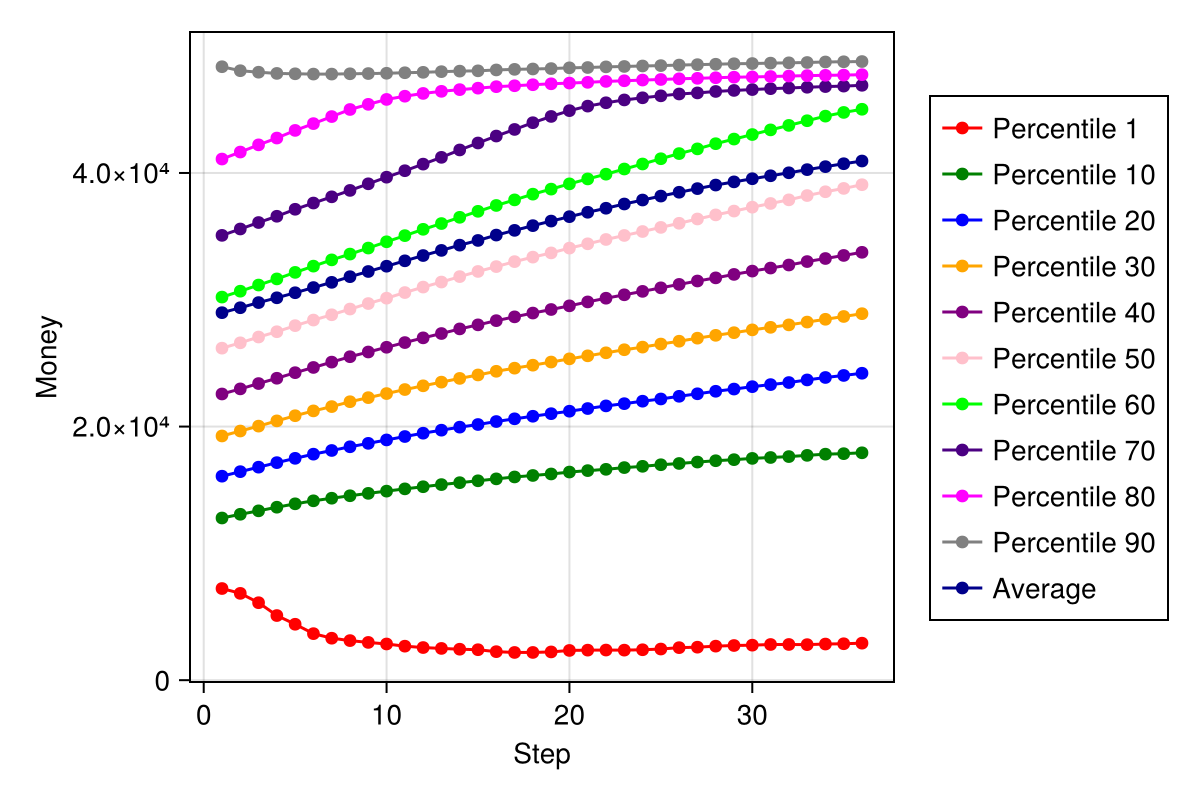 Money
4.0×10⁴
2.0×10⁴
0
0 10 20 30
Step
Percentile 1
Percentile 10
Percentile 20
Percentile 30
Percentile 40
Percentile 50
Percentile 60
Percentile 70
Percentile 80
Percentile 90
Average